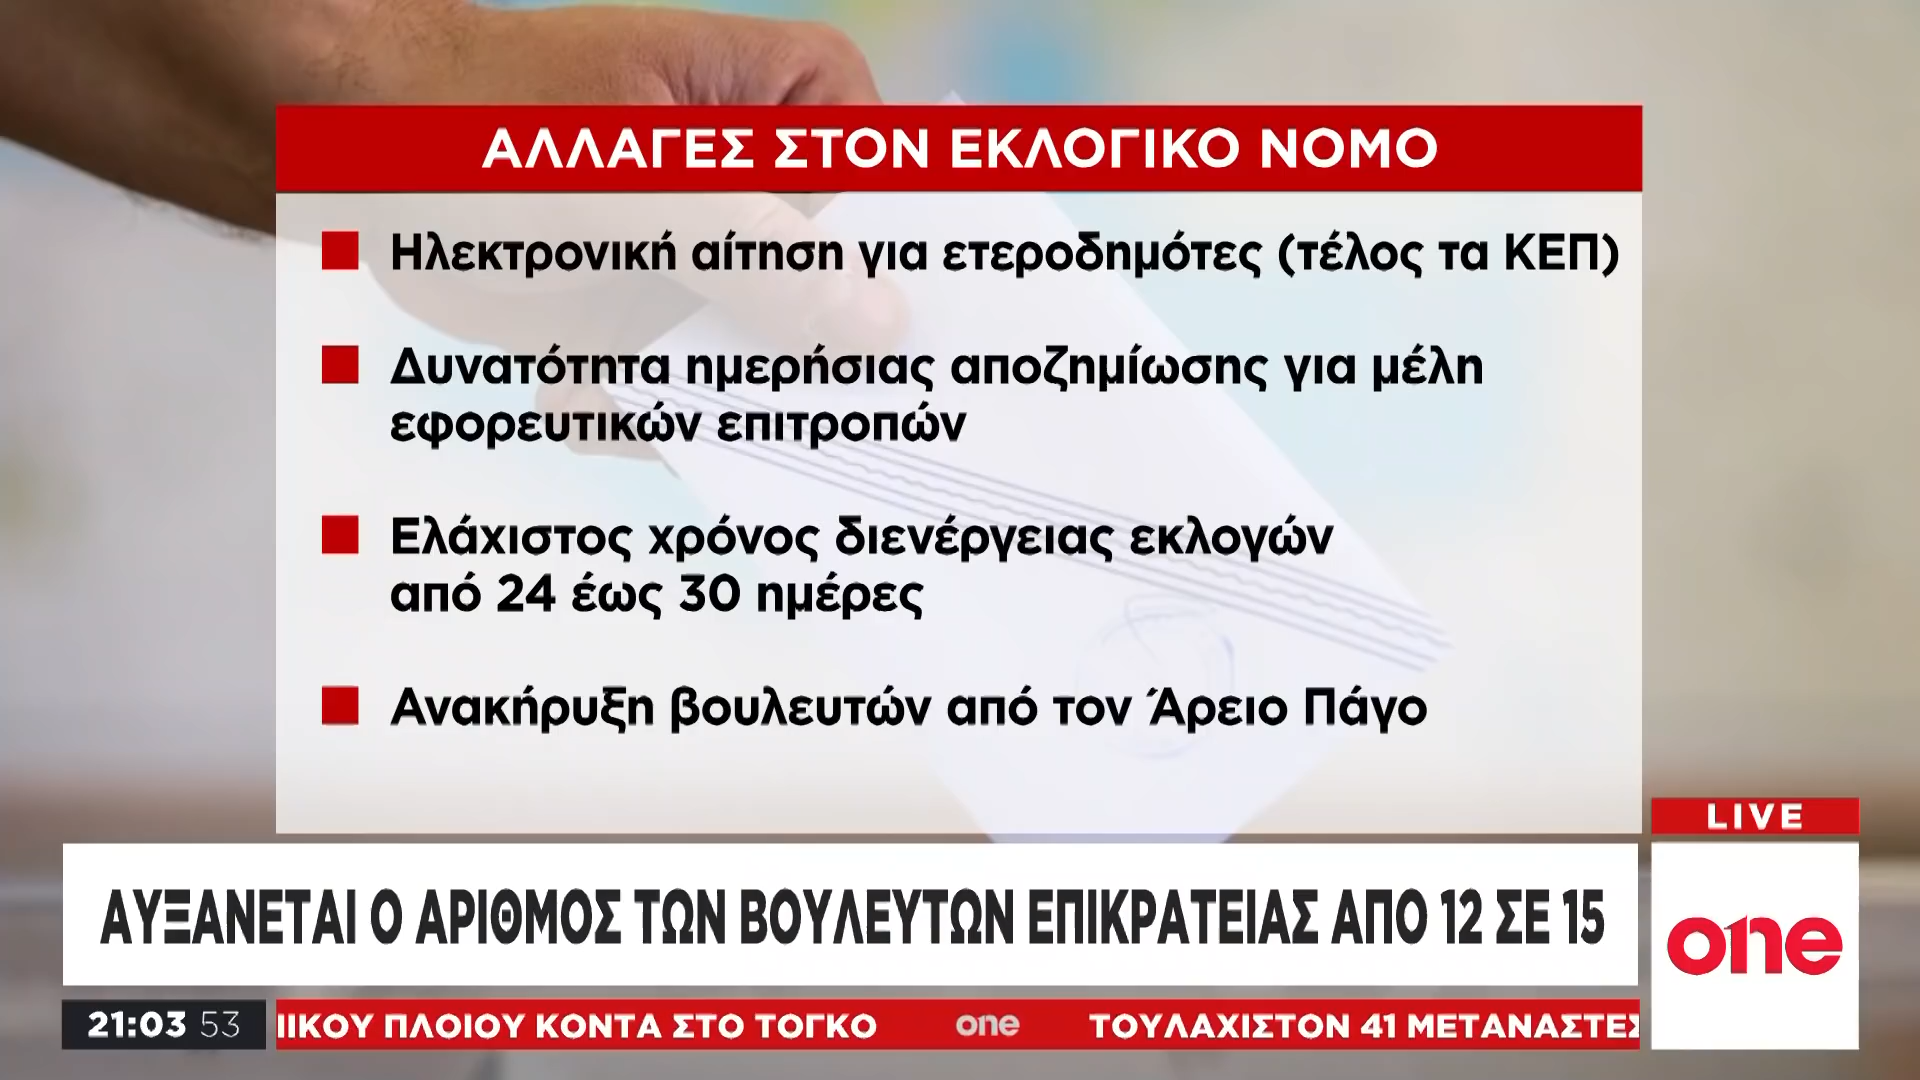 ΑΛΛΑΓΕΣ ΣΤΟΝ ΕΚΛΟΓΙΚΟ ΝΟΜΟ
Ηλεκτρονική αίτηση για ετεροδημότες (τέλος τα ΚΕΠ)
Δυνατότητα ημερήσιας αποζημίωσης για μέλη
εφορευτικών επιτροπών
Ελάχιστος χρόνος διενέργειας εκλογών
από 24 έως 30 ημέρες
Ανακήρυξη βουλευτών από τον Άρειο Πάγο
LIVE
ΑΥΞΑΝΕΤΑΙ Ο ΑΡΙΘΜΟΣ ΤΩΝ ΒΟΥΛΕΥΤΩΝ ΕΠΙΚΡΑΤΕΙΑΣ ΑΠΟ 12 ΣΕ 15
one
21:03 53
ΠΛΟΙΟΥ ΚΟΝΤΑ ΣΤΟ ΤΟΓΚΟ one ΤΟΥΛΑΧΙΣΤΟΝ 41 ΜΕΤΑΝΑΣΤΕΣ